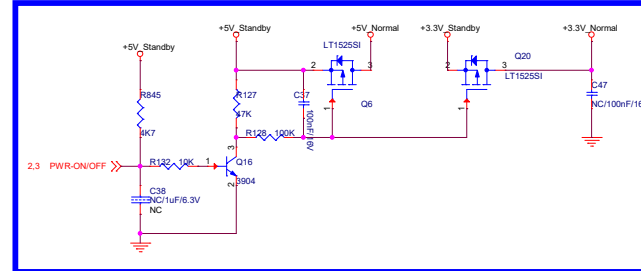 +5V_Standby
+5V_Normal
+3.3V_Standby
+3.3V_Normal
+5V_Standby
LT1525SI
Q20
LT1525SI
2
3
2
3
R845
R127
C37
C47
47K
100nF/16V
1
Q6
1
NC/100nF/16
4K7
R128
100K
3
2,3
PWR-ON/OFF
R132
10K
1
Q16
2
3904
C38
NC/1uF/6.3V
NC